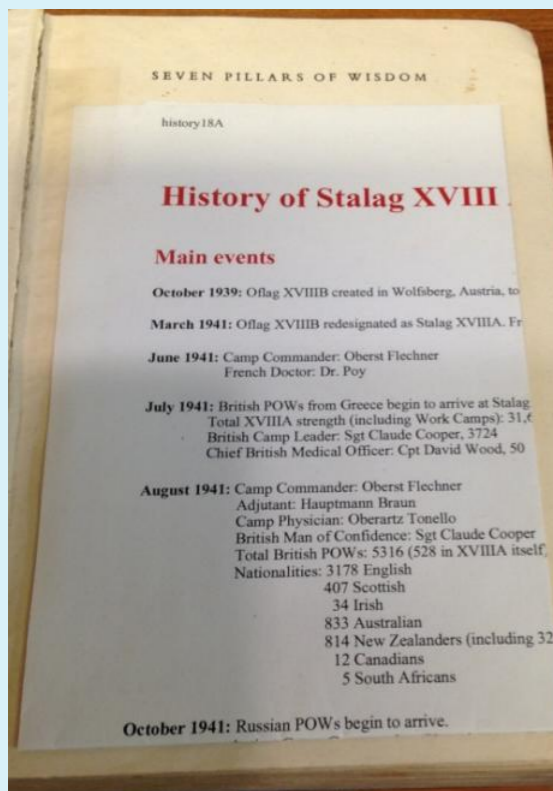 SEVEN PILLARS OF WISDOM
history18A
History of Stalag XVIII
Main events
October 1939: Oflag XVIIIB created in Wolfsberg, Austria, to
March 1941: Oflag XVIIIB redesignated as Stalag XVIIIA. Fr
June 1941: Camp Commander: Oberst Flechner
French Doctor: Dr. Poy
July 1941: British POWs from Greece begin to arrive at Stalag
Total XVIIIA strength (including Work Camps): 31,6
British Camp Leader: Sgt Claude Cooper, 3724
Chief British Medical Officer: Cpt David Wood, 50
August 1941: Camp Commander: Oberst Flechner
Adjutant: Hauptmann Braun
Camp Physician: Oberartz Tonello
British Man of Confidence: Sgt Claude Cooper
Total British POWs: 5316 (528 in XVIIIA itself)
Nationalities: 3178 English
407 Scottish
34 Irish
833 Australian
814 New Zealanders (including 32
12 Canadians
5 South Africans
October 1941: Russian POWs begin to arrive.